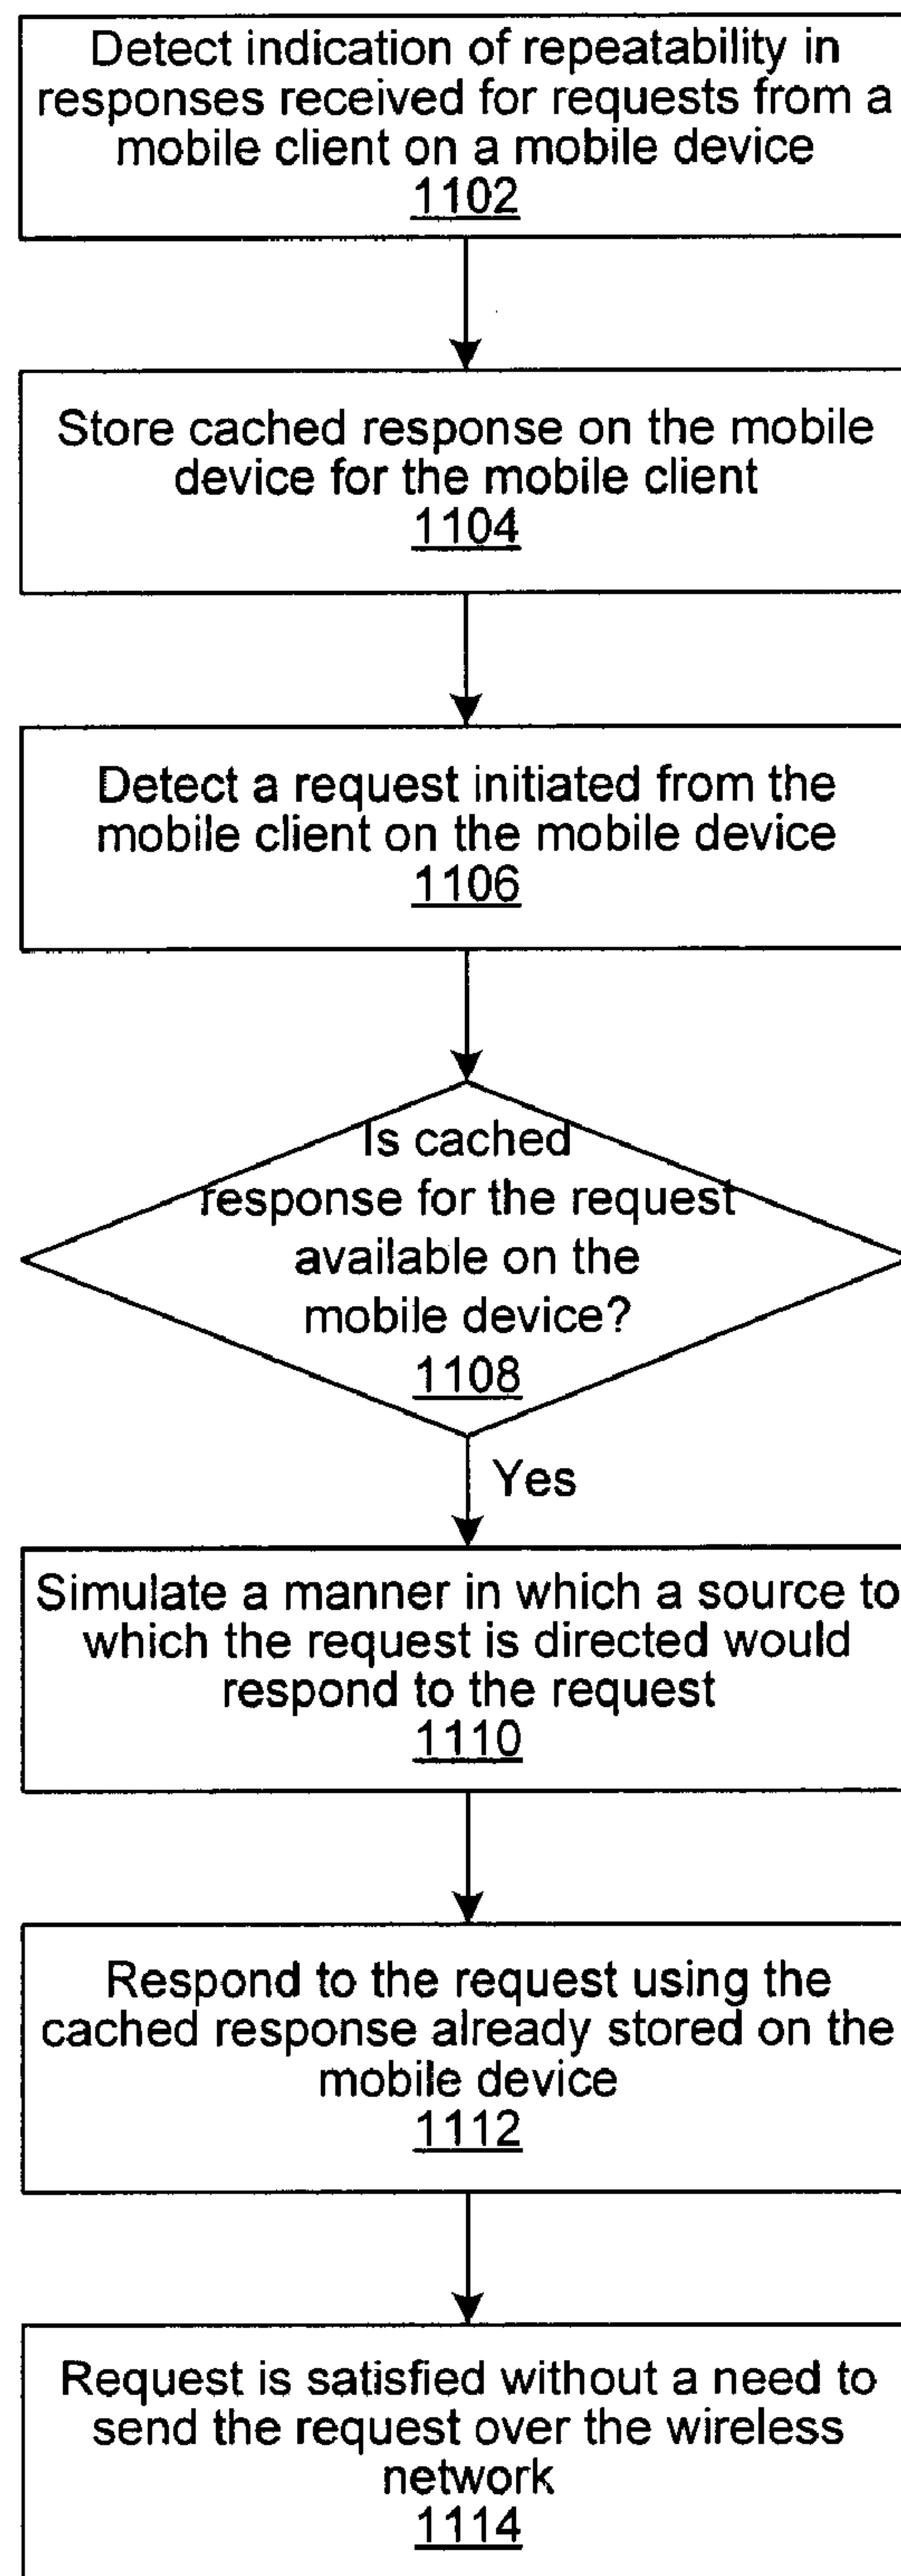 Detect indication of repeatability in
responses received for requests from a
mobile client on a mobile device
1102
Store cached response on the mobile
device for the mobile client
1104
Detect a request initiated from the
mobile client on the mobile device
1106
Is cached
response for the request
available on the
mobile device?
1108
Yes
Simulate a manner in which a source to
which the request is directed would
respond to the request
1110
Respond to the request using the
cached response already stored on the
mobile device
1112
Request is satisfied without a need to
send the request over the wireless
network
1114